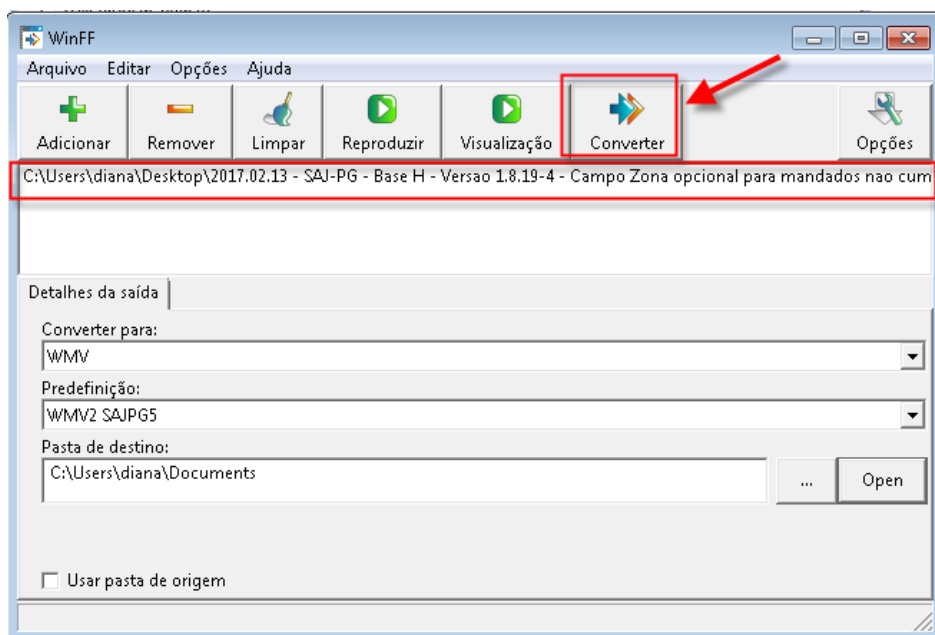 WinFF
Arquivo Editar Opções Ajuda
Adicionar Remover Limpar Reproduzir Visualização Converter Opções
C:\Users\diana\Desktop\2017.02.13 - SAJ-PG - Base H - Versao 1.8.19-4 - Campo Zona opcional para mandados nao cum
Detalhes da saída
Converter para:
WMV
Predefinição:
WMV2 SAJPG5
Pasta de destino:
C:\Users\diana\Documents
... Open
Usar pasta de origem